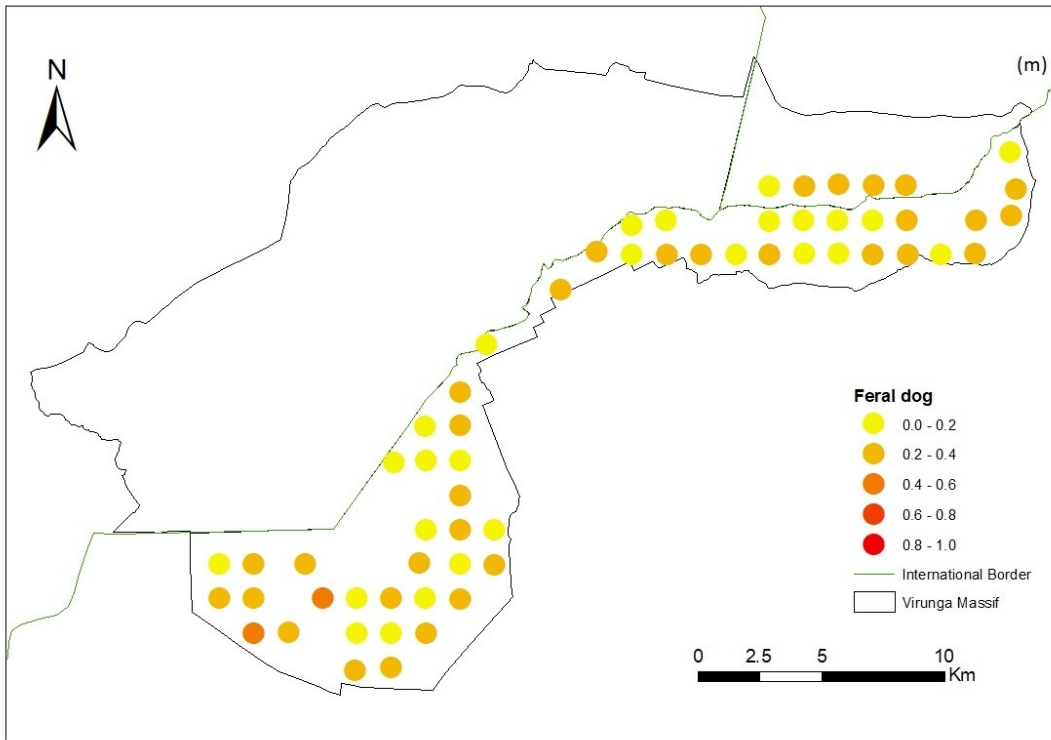 N
(m)
Feral dog
0.0 - 0.2
0.2 - 0.4
0.4 - 0.6
0.6 - 0.8
0.8 - 1.0
International Border
Virunga Massif
0 2.5 5 10
Km